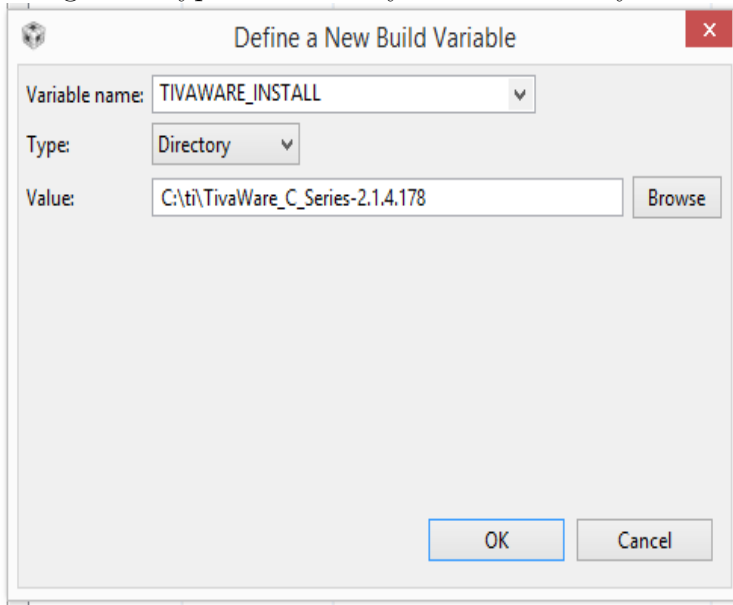 Define a New Build Variable
x
Variable name: TIVAWARE_INSTALL
Type: Directory
Value: C:\ti\TivaWare_C_Series-2.1.4.178 Browse
OK Cancel